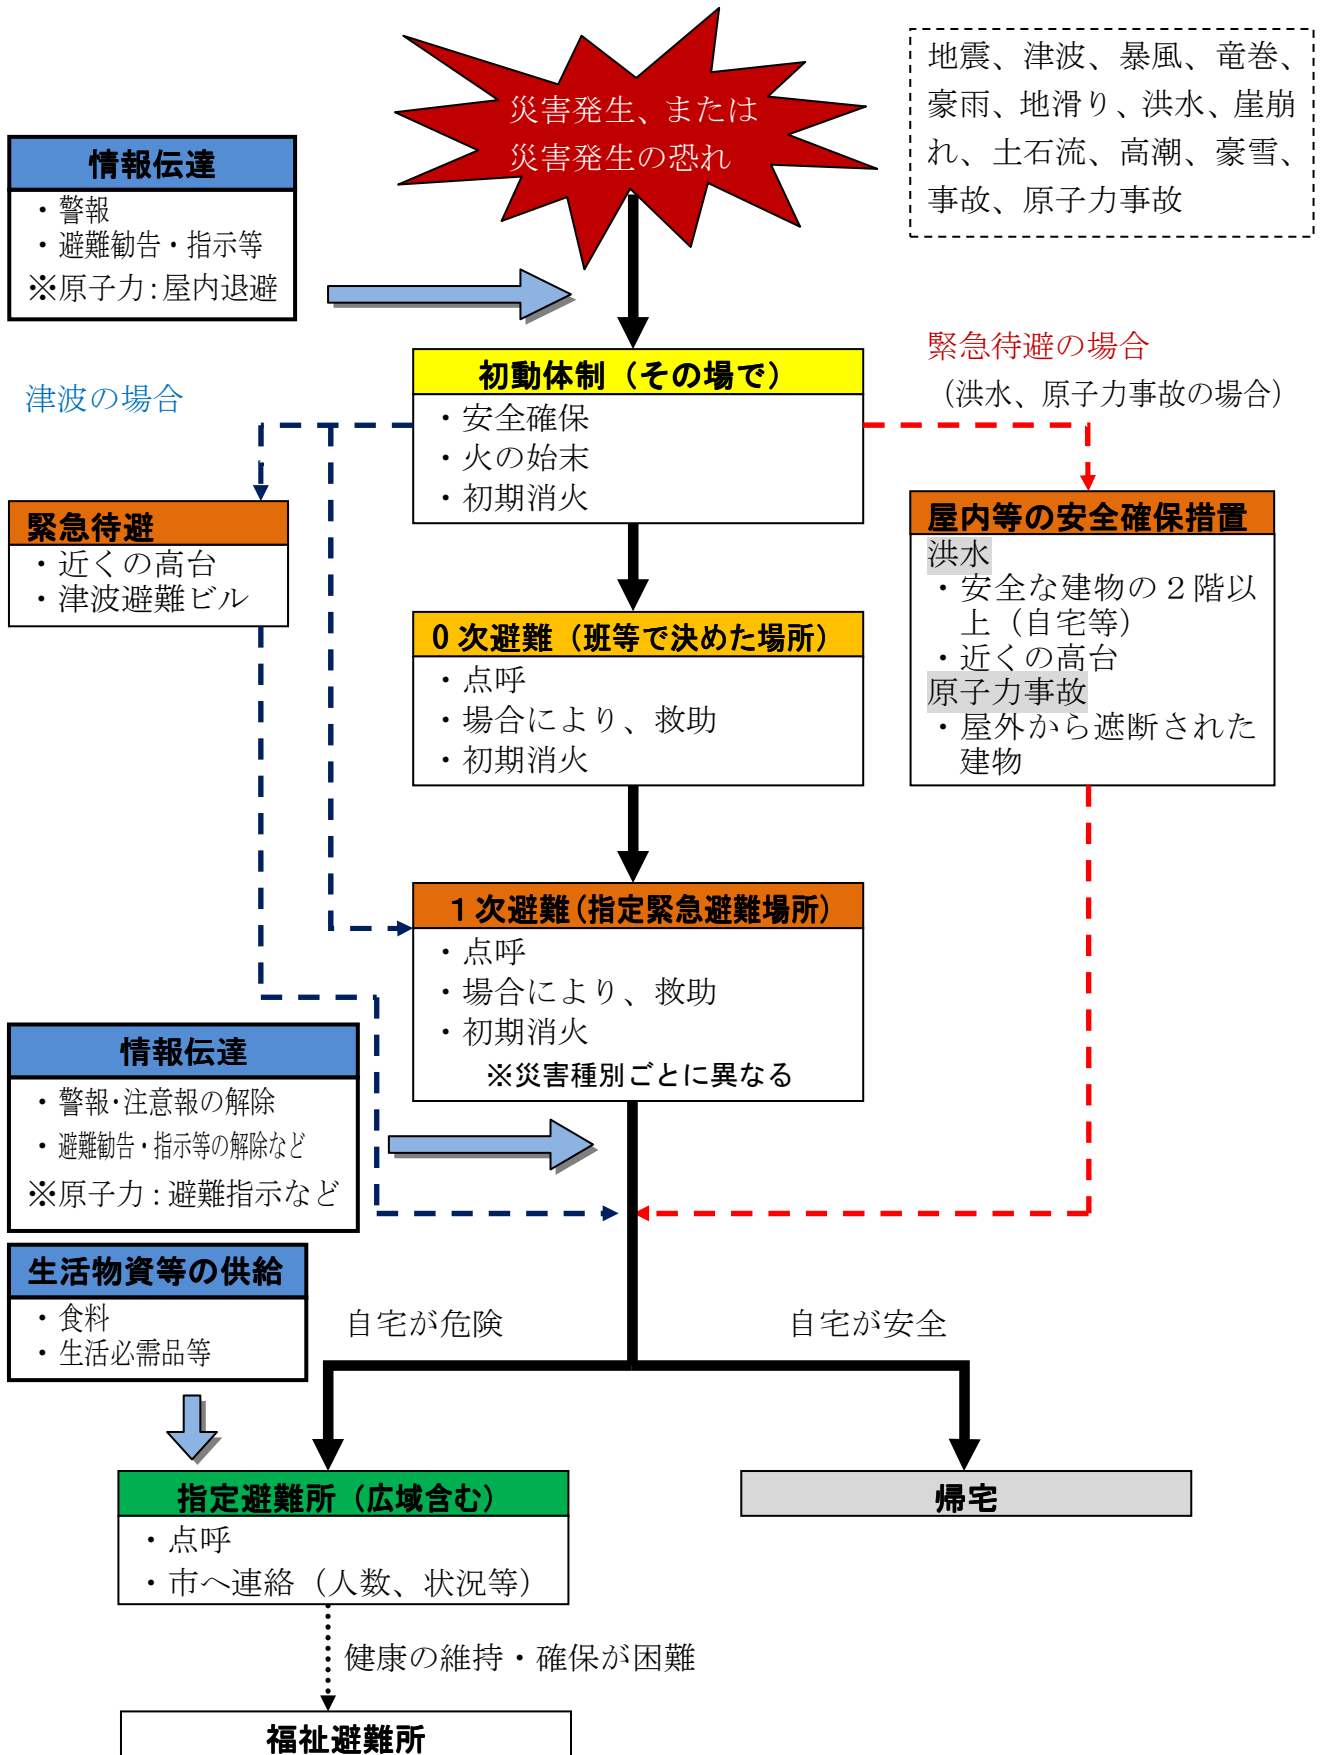 災害発生、または
災害発生の恐れ
地震、津波、暴風、竜巻、
豪雨、地滑り、洪水、崖崩
れ、土石流、高潮、豪雪、
事故、原子力事故
情報伝達
・警報
・避難勧告・指示等
※原子力:屋内退避
初動体制（その場で）
・安全確保
・火の始末
・初期消火
津波の場合
緊急待避の場合
（洪水、原子力事故の場合）
緊急待避
・近くの高台
・津波避難ビル
屋内等の安全確保措置
洪水
・安全な建物の２階以
上（自宅等）
・近くの高台
原子力事故
・屋外から遮断された
建物
０次避難（班等で決めた場所）
・点呼
・場合により、救助
・初期消火
１次避難(指定緊急避難場所)
・点呼
・場合により、救助
・初期消火
※災害種別ごとに異なる
情報伝達
・警報・注意報の解除
・避難勧告・指示等の解除など
※原子力:避難指示など
生活物資等の供給
・食料
・生活必需品等
自宅が危険
自宅が安全
指定避難所（広域含む）
・点呼
・市へ連絡（人数、状況等）
帰宅
健康の維持・確保が困難
福祉避難所